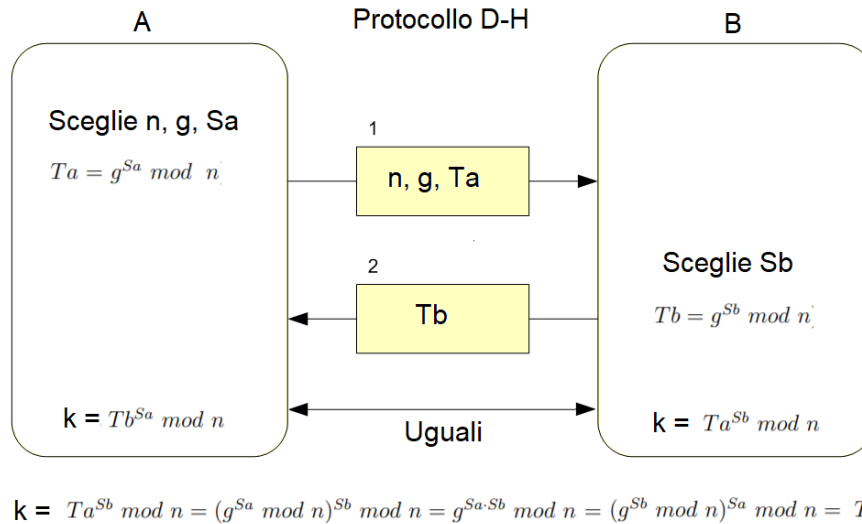 Protocollo D-H
A
B
Sceglie n, g, Sa
Ta = g^{Sa} mod n
1
n, g, Ta
2
Tb
Sceglie Sb
Tb = g^{Sb} mod n
k = Tb^{Sa} mod n
Uguali
k = Ta^{Sb} mod n
k = Ta^{Sb} mod n = (g^{Sa} mod n)^{Sb} mod n = g^{Sa·Sb} mod n = (g^{Sb} mod n)^{Sa} mod n =